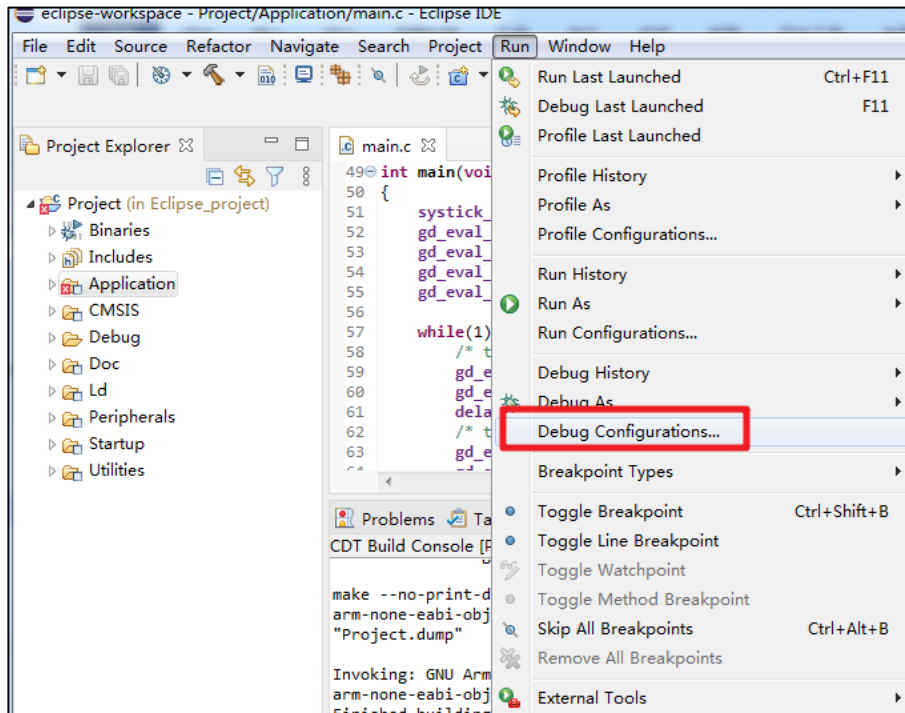 eclipse-workspace - Project/Application/main.c - Eclipse IDE
File Edit Source Refactor Navigate Search Project Run Window Help
Project Explorer
Project (in Eclipse_project)
Binaries
Includes
Application
CMSIS
Debug
Doc
Ld
Peripherals
Startup
Utilities
main.c
49 int main(voi
50 {
51 systick_
52 gd_eval_
53 gd_eval_
54 gd_eval_
55 gd_eval_
56
57 while(1)
58 /* t
59 gd_e
60 gd_e
61 dela
62 /* t
63 gd_e
Problems Ta
CDT Build Console [P
make --no-print-d
arm-none-eabi-obj
"Project.dump"
Invoking: GNU Arm
arm-none-eabi-obj
Finished building
Run Last Launched Ctrl+F11
Debug Last Launched F11
Profile Last Launched
Profile History
Profile As
Profile Configurations...
Run History
Run As
Run Configurations...
Debug History
Debug As
Debug Configurations...
Breakpoint Types
Toggle Breakpoint Ctrl+Shift+B
Toggle Line Breakpoint
Toggle Watchpoint
Toggle Method Breakpoint
Skip All Breakpoints Ctrl+Alt+B
Remove All Breakpoints
External Tools